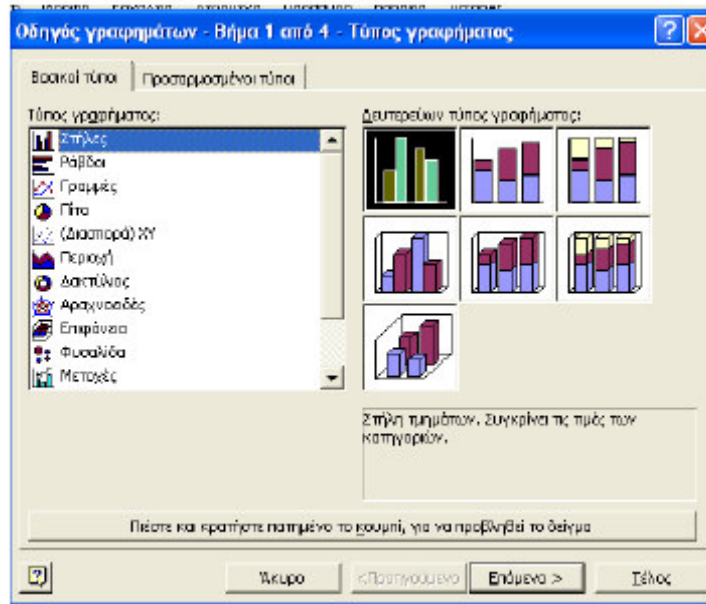 Οδηγός γραφημάτων - Βήμα 1 από 4 - Τύπος γραφήματος
Βασικοί τύποι
Προσαρμοσμένοι τύποι
Τύπος γραφήματος:
Στήλες
Ράβδοι
Γραμμές
Πίτα
(Διασπορά) XY
Περιοχή
Δακτύλιος
Αραχνοειδές
Επιφάνεια
Φυσαλίδα
Μετοχές
Δευτερεύων τύπος γραφήματος:
Στήλη τμημάτων. Συγκρίνει τις τιμές των
κατηγοριών.
Πιέστε και κρατήστε πατημένο το κουμπί, για να προβληθεί το δείγμα
Άκυρο
<Προηγούμενο
Επόμενο >
Τέλος